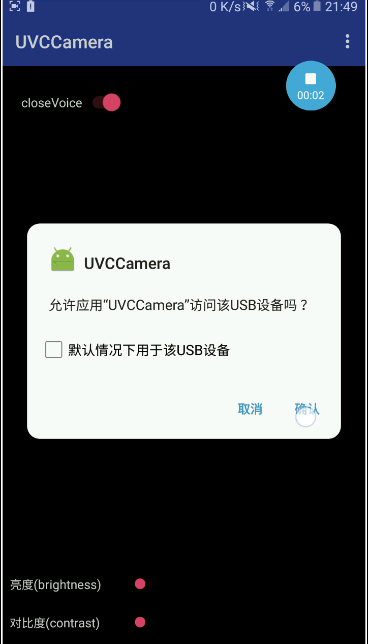 0 K/s 6% 21:49
UVCCamera
closeVoice
00:02
UVCCamera
允许应用“UVCCamera”访问该USB设备吗？
默认情况下用于该USB设备
取消 确认
亮度(brightness)
对比度(contrast)